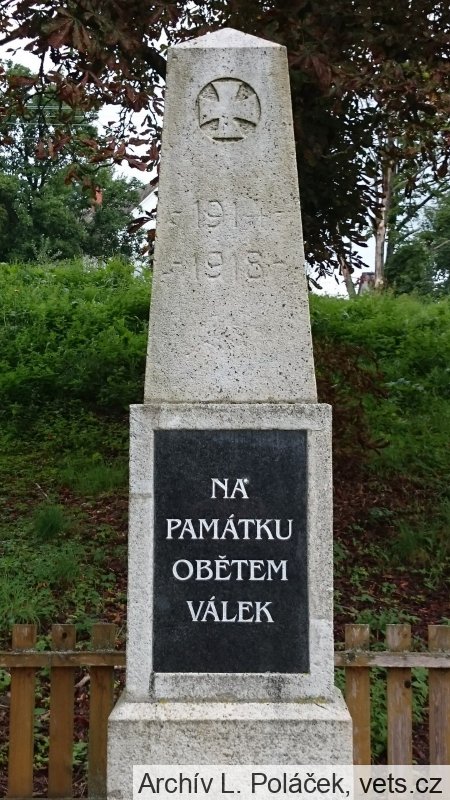 - 1914 -
- 1918 -
NA
PAMÁTKU
OBĚTEM
VÁLEK
Archív L. Poláček, vets.cz